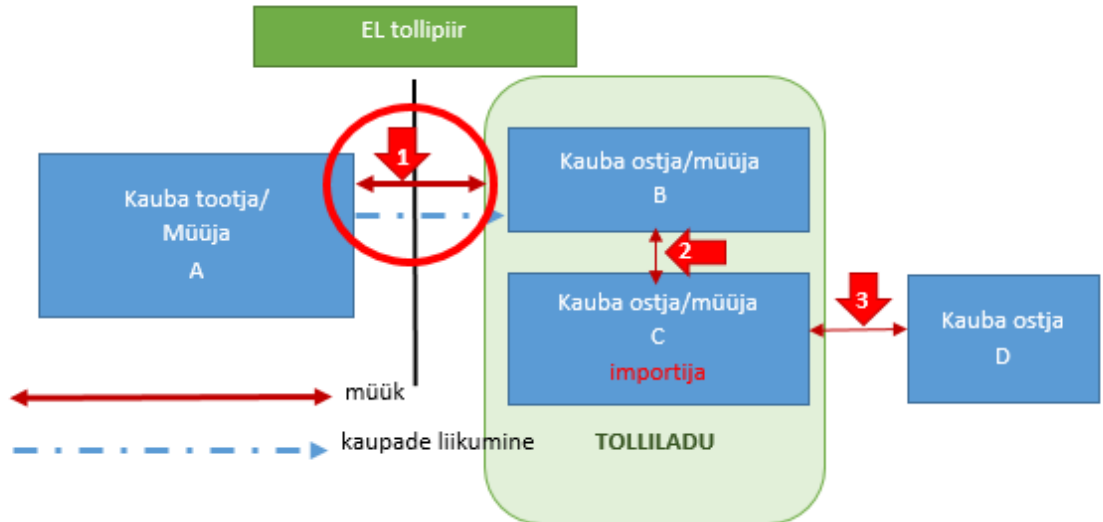 EL tollipiir
Kauba tootja/
Müüja
A
1
Kauba ostja/müüja
B
2
Kauba ostja/müüja
C
importija
3
Kauba ostja
D
müük
kaupade liikumine
TOLLILADU